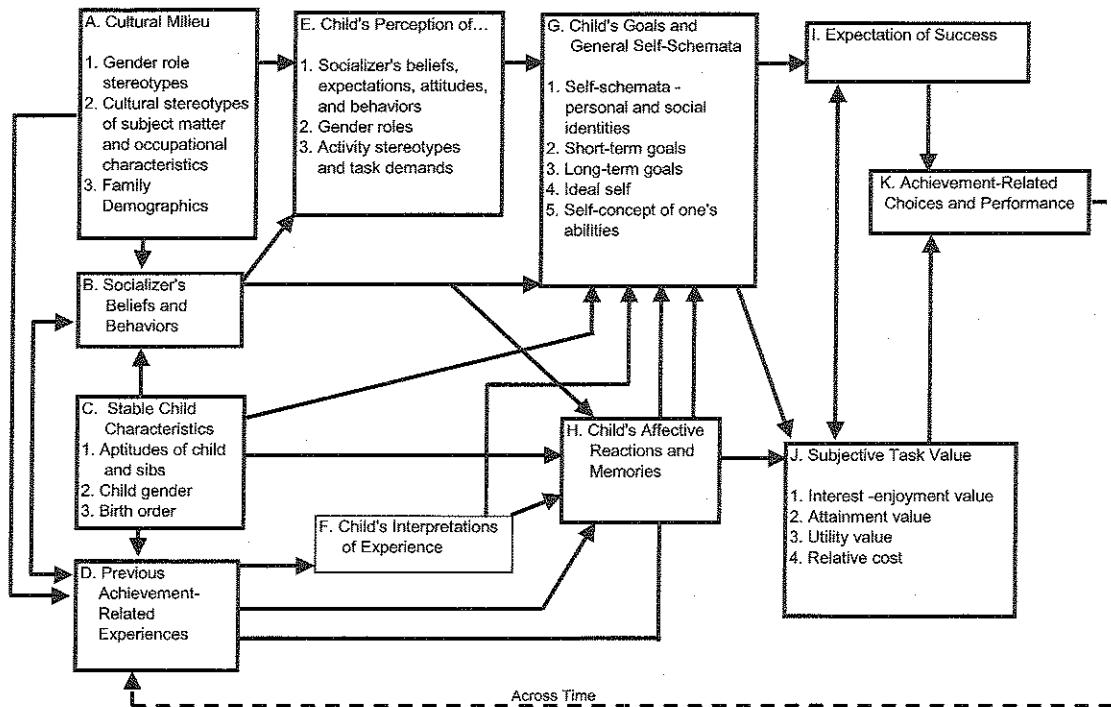 A. Cultural Milieu
1. Gender role
stereotypes
2. Cultural stereotypes
of subject matter
and occupational
characteristics
3. Family
Demographics
E. Child's Perception of...
1. Socializer's beliefs,
expectations, attitudes,
and behaviors
2. Gender roles
3. Activity stereotypes
and task demands
G. Child's Goals and
General Self-Schemata
1. Self-schemata -
personal and social
identities
2. Short-term goals
3. Long-term goals
4. Ideal self
5. Self-concept of one's
abilities
I. Expectation of Success
K. Achievement-Related
Choices and Performance
B. Socializer's
Beliefs and
Behaviors
C. Stable Child
Characteristics
1. Aptitudes of child
and sibs
2. Child gender
3. Birth order
H. Child's Affective
Reactions and
Memories
J. Subjective Task Value
1. Interest -enjoyment value
2. Attainment value
3. Utility value
4. Relative cost
F. Child's Interpretations
of Experience
D. Previous
Achievement-
Related
Experiences
Across Time